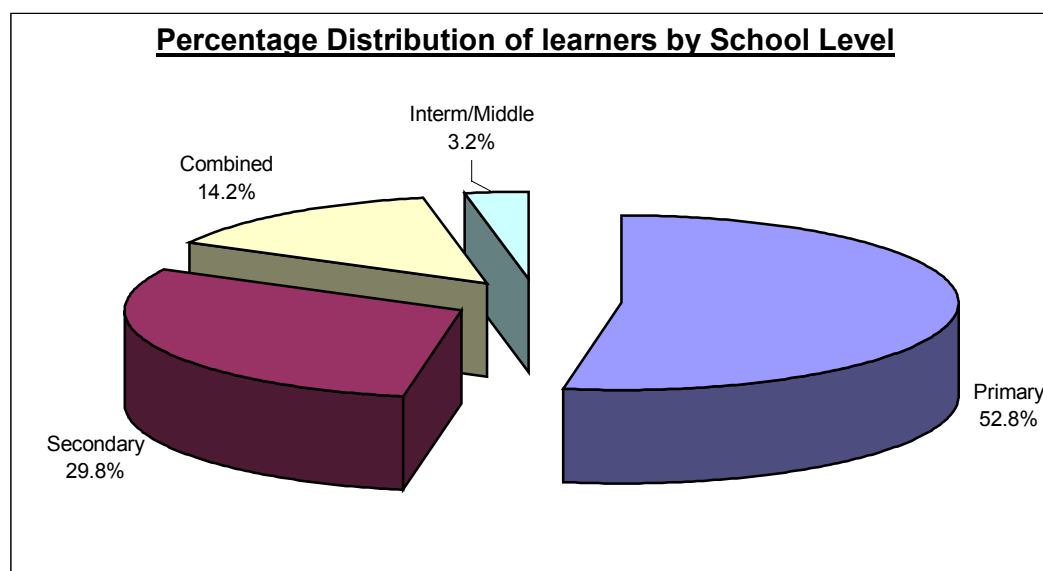 Percentage Distribution of learners by School Level
Interm/Middle
3.2%
Combined
14.2%
Primary
52.8%
Secondary
29.8%